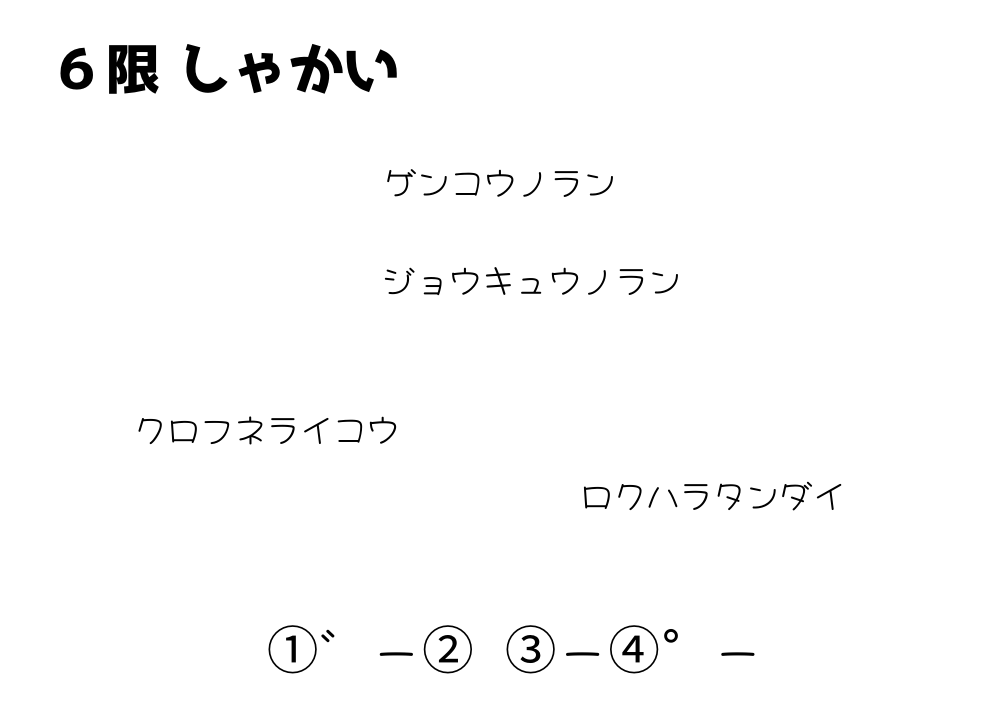 6限 しゃかい
ゲンコウノラン
ジョウキュウノラン
クロフネライコウ
ロクハラタンダイ
①゛ ー② ③ー④゜ ー